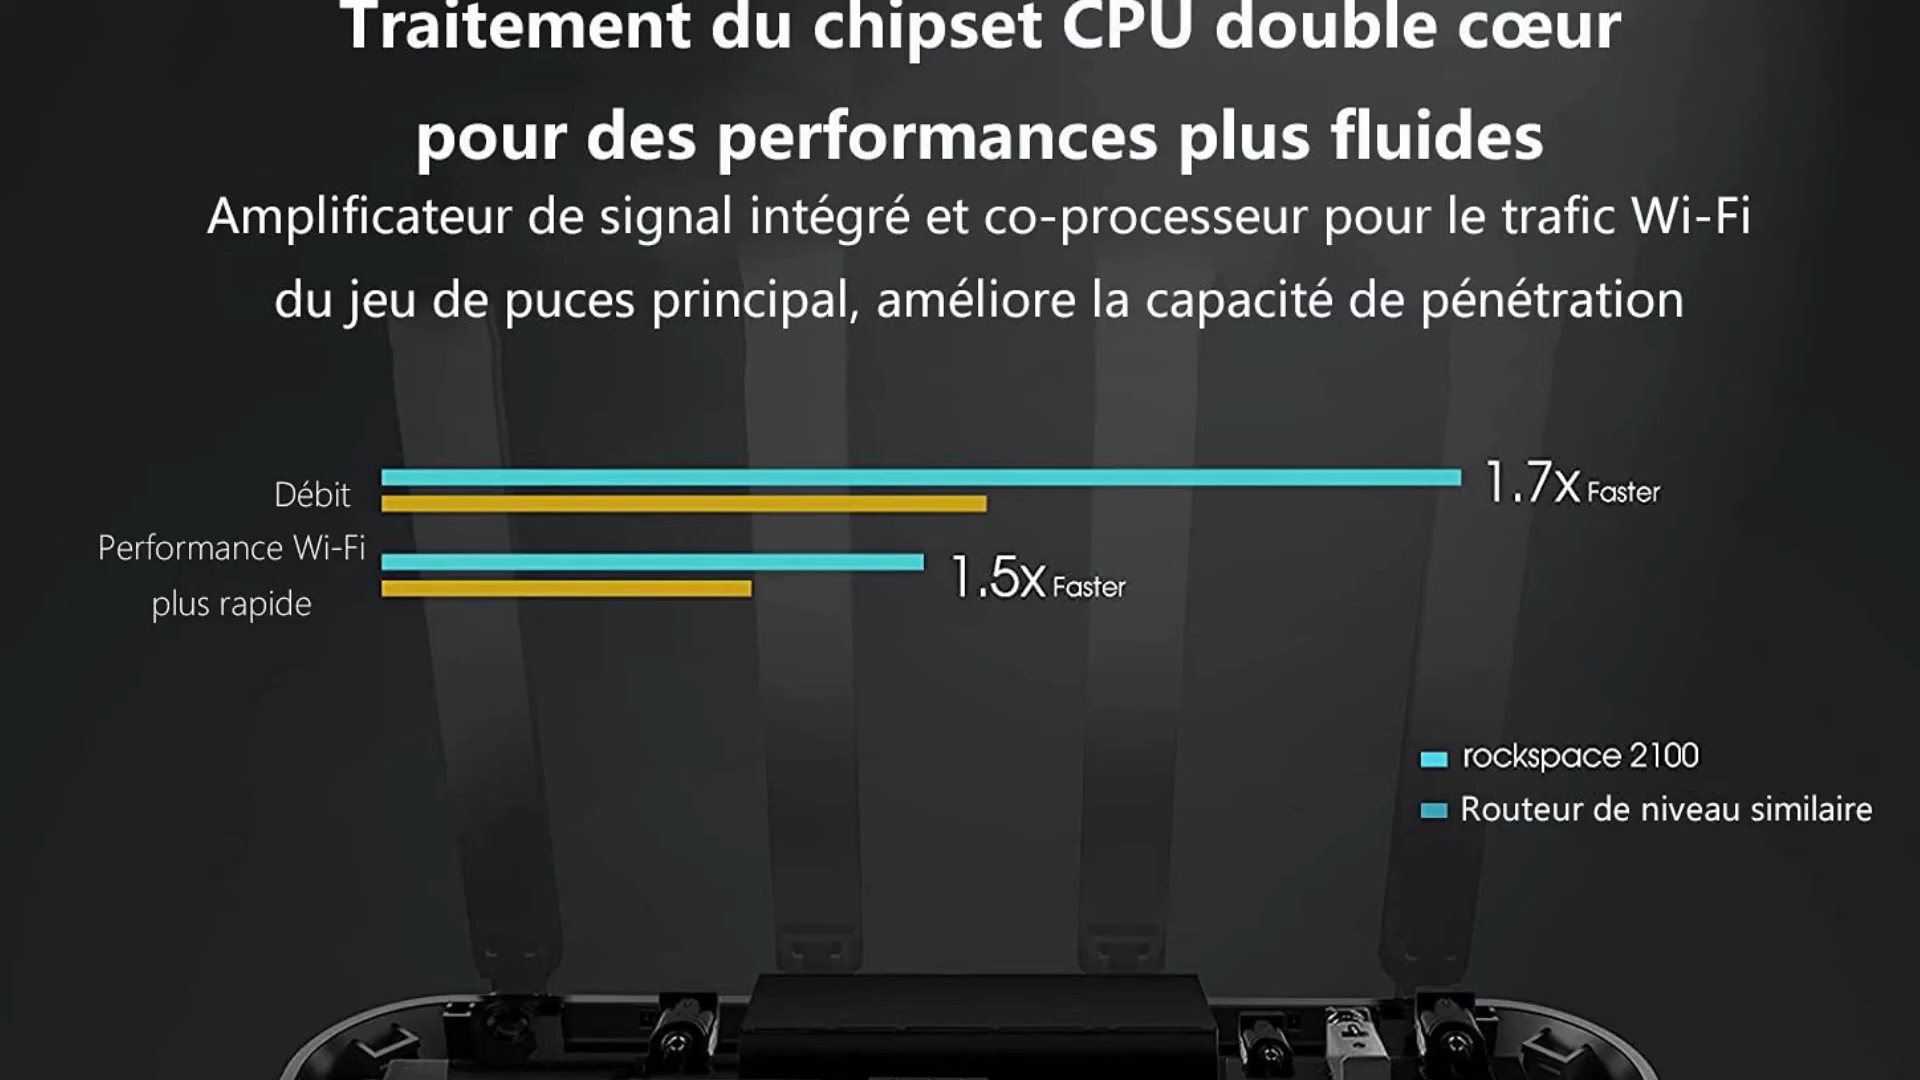 Traitement du chipset CPU double cœur
pour des performances plus fluides
Amplificateur de signal intégré et co-processeur pour le trafic Wi-Fi
du jeu de puces principal, améliore la capacité de pénétration
Débit
1.7x Faster
Performance Wi-Fi
plus rapide
1.5x Faster
rockspace 2100
Routeur de niveau similaire